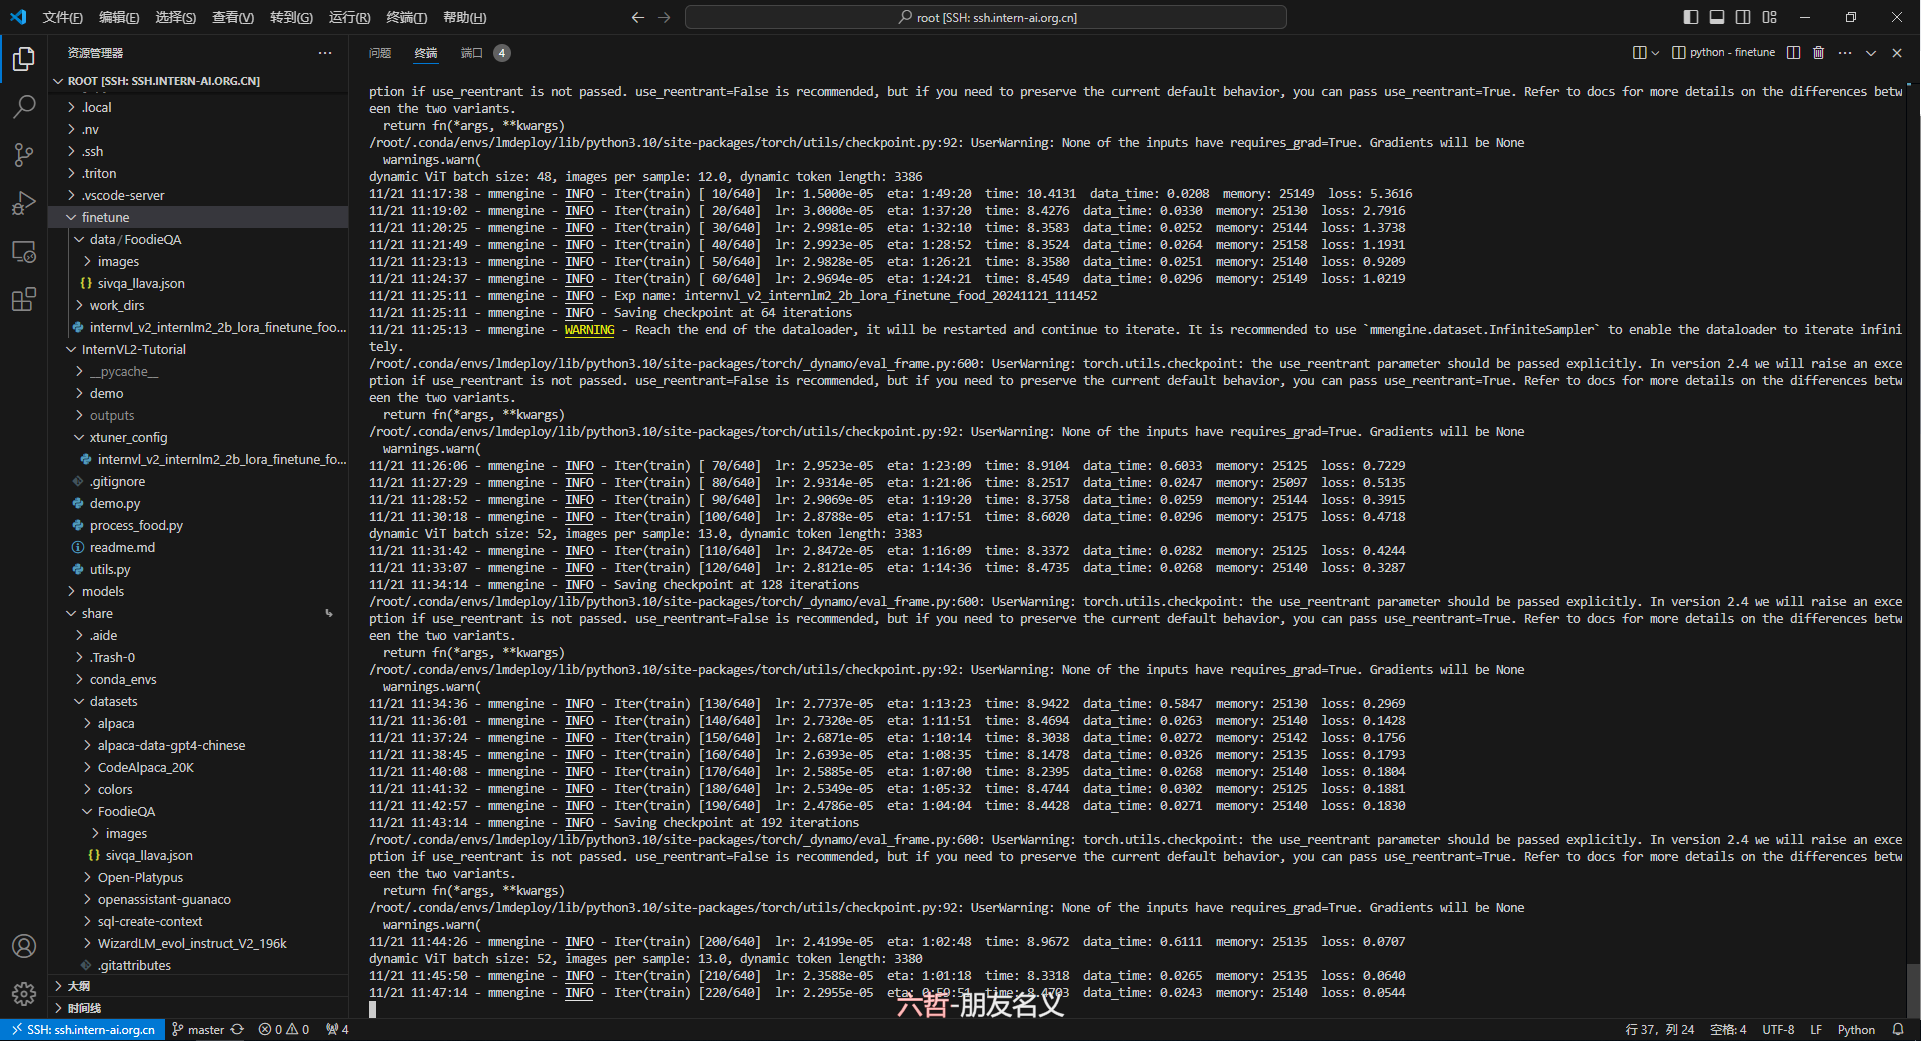 文件(F) 编辑(E) 选择(S) 查看(V) 转到(G) 运行(R) 终端(T) 帮助(H)
root [SSH: ssh.intern-ai.org.cn]
资源管理器
ROOT [SSH: SSH.INTERN-AI.ORG.CN]
.local
.nv
.ssh
.triton
.vscode-server
finetune
data / FoodieQA
images
sivqa_llava.json
work_dirs
internvl_v2_internlm2_2b_lora_finetune_foo...
InternVL2-Tutorial
__pycache__
demo
outputs
xtuner_config
internvl_v2_internlm2_2b_lora_finetune_fo...
.gitignore
demo.py
process_food.py
readme.md
utils.py
models
share
.aide
.Trash-0
conda_envs
datasets
alpaca
alpaca-data-gpt4-chinese
CodeAlpaca_20K
colors
FoodieQA
images
sivqa_llava.json
Open-Platypus
openassistant-guanaco
sql-create-context
WizardLM_evol_instruct_V2_196k
.gitattributes
大纲
时间线
问题 终端 端口 4
python - finetune
ption if use_reentrant is not passed. use_reentrant=False is recommended, but if you need to preserve the current default behavior, you can pass use_reentrant=True. Refer to docs for more details on the differences betw
een the two variants.
return fn(*args, **kwargs)
/root/.conda/envs/lmdeploy/lib/python3.10/site-packages/torch/utils/checkpoint.py:92: UserWarning: None of the inputs have requires_grad=True. Gradients will be None
warnings.warn(
dynamic ViT batch size: 48, images per sample: 12.0, dynamic token length: 3386
11/21 11:17:38 - mmengine - INFO - Iter(train) [ 10/640] lr: 1.5000e-05 eta: 1:49:20 time: 10.4131 data_time: 0.0208 memory: 25149 loss: 5.3616
11/21 11:19:02 - mmengine - INFO - Iter(train) [ 20/640] lr: 3.0000e-05 eta: 1:37:20 time: 8.4276 data_time: 0.0330 memory: 25130 loss: 2.7916
11/21 11:20:25 - mmengine - INFO - Iter(train) [ 30/640] lr: 2.9981e-05 eta: 1:32:10 time: 8.3583 data_time: 0.0252 memory: 25144 loss: 1.3738
11/21 11:21:49 - mmengine - INFO - Iter(train) [ 40/640] lr: 2.9923e-05 eta: 1:28:52 time: 8.3524 data_time: 0.0264 memory: 25158 loss: 1.1931
11/21 11:23:13 - mmengine - INFO - Iter(train) [ 50/640] lr: 2.9828e-05 eta: 1:26:21 time: 8.3580 data_time: 0.0251 memory: 25140 loss: 0.9209
11/21 11:24:37 - mmengine - INFO - Iter(train) [ 60/640] lr: 2.9694e-05 eta: 1:24:21 time: 8.4549 data_time: 0.0296 memory: 25149 loss: 1.0219
11/21 11:25:11 - mmengine - INFO - Exp name: internvl_v2_internlm2_2b_lora_finetune_food_20241121_111452
11/21 11:25:11 - mmengine - INFO - Saving checkpoint at 64 iterations
11/21 11:25:13 - mmengine - WARNING - Reach the end of the dataloader, it will be restarted and continue to iterate. It is recommended to use `mmengine.dataset.InfiniteSampler` to enable the dataloader to iterate infini
tely.
/root/.conda/envs/lmdeploy/lib/python3.10/site-packages/torch/_dynamo/eval_frame.py:600: UserWarning: torch.utils.checkpoint: the use_reentrant parameter should be passed explicitly. In version 2.4 we will raise an exce
ption if use_reentrant is not passed. use_reentrant=False is recommended, but if you need to preserve the current default behavior, you can pass use_reentrant=True. Refer to docs for more details on the differences betw
een the two variants.
return fn(*args, **kwargs)
/root/.conda/envs/lmdeploy/lib/python3.10/site-packages/torch/utils/checkpoint.py:92: UserWarning: None of the inputs have requires_grad=True. Gradients will be None
warnings.warn(
11/21 11:26:06 - mmengine - INFO - Iter(train) [ 70/640] lr: 2.9523e-05 eta: 1:23:09 time: 8.9104 data_time: 0.6033 memory: 25125 loss: 0.7229
11/21 11:27:29 - mmengine - INFO - Iter(train) [ 80/640] lr: 2.9314e-05 eta: 1:21:06 time: 8.2517 data_time: 0.0247 memory: 25097 loss: 0.5135
11/21 11:28:52 - mmengine - INFO - Iter(train) [ 90/640] lr: 2.9069e-05 eta: 1:19:20 time: 8.3758 data_time: 0.0259 memory: 25144 loss: 0.3915
11/21 11:30:18 - mmengine - INFO - Iter(train) [100/640] lr: 2.8788e-05 eta: 1:17:51 time: 8.6020 data_time: 0.0296 memory: 25175 loss: 0.4718
dynamic ViT batch size: 52, images per sample: 13.0, dynamic token length: 3383
11/21 11:31:42 - mmengine - INFO - Iter(train) [110/640] lr: 2.8472e-05 eta: 1:16:09 time: 8.3372 data_time: 0.0282 memory: 25125 loss: 0.4244
11/21 11:33:07 - mmengine - INFO - Iter(train) [120/640] lr: 2.8121e-05 eta: 1:14:36 time: 8.4735 data_time: 0.0268 memory: 25140 loss: 0.3287
11/21 11:34:14 - mmengine - INFO - Saving checkpoint at 128 iterations
/root/.conda/envs/lmdeploy/lib/python3.10/site-packages/torch/_dynamo/eval_frame.py:600: UserWarning: torch.utils.checkpoint: the use_reentrant parameter should be passed explicitly. In version 2.4 we will raise an exce
ption if use_reentrant is not passed. use_reentrant=False is recommended, but if you need to preserve the current default behavior, you can pass use_reentrant=True. Refer to docs for more details on the differences betw
een the two variants.
return fn(*args, **kwargs)
/root/.conda/envs/lmdeploy/lib/python3.10/site-packages/torch/utils/checkpoint.py:92: UserWarning: None of the inputs have requires_grad=True. Gradients will be None
warnings.warn(
11/21 11:34:36 - mmengine - INFO - Iter(train) [130/640] lr: 2.7737e-05 eta: 1:13:23 time: 8.9422 data_time: 0.5847 memory: 25130 loss: 0.2969
11/21 11:36:01 - mmengine - INFO - Iter(train) [140/640] lr: 2.7320e-05 eta: 1:11:51 time: 8.4694 data_time: 0.0263 memory: 25140 loss: 0.1428
11/21 11:37:24 - mmengine - INFO - Iter(train) [150/640] lr: 2.6871e-05 eta: 1:10:14 time: 8.3038 data_time: 0.0272 memory: 25142 loss: 0.1756
11/21 11:38:45 - mmengine - INFO - Iter(train) [160/640] lr: 2.6393e-05 eta: 1:08:35 time: 8.1478 data_time: 0.0326 memory: 25135 loss: 0.1793
11/21 11:40:08 - mmengine - INFO - Iter(train) [170/640] lr: 2.5885e-05 eta: 1:07:00 time: 8.2395 data_time: 0.0268 memory: 25140 loss: 0.1804
11/21 11:41:32 - mmengine - INFO - Iter(train) [180/640] lr: 2.5349e-05 eta: 1:05:32 time: 8.4744 data_time: 0.0302 memory: 25125 loss: 0.1881
11/21 11:42:57 - mmengine - INFO - Iter(train) [190/640] lr: 2.4786e-05 eta: 1:04:04 time: 8.4428 data_time: 0.0271 memory: 25140 loss: 0.1830
11/21 11:43:14 - mmengine - INFO - Saving checkpoint at 192 iterations
/root/.conda/envs/lmdeploy/lib/python3.10/site-packages/torch/_dynamo/eval_frame.py:600: UserWarning: torch.utils.checkpoint: the use_reentrant parameter should be passed explicitly. In version 2.4 we will raise an exce
ption if use_reentrant is not passed. use_reentrant=False is recommended, but if you need to preserve the current default behavior, you can pass use_reentrant=True. Refer to docs for more details on the differences betw
een the two variants.
return fn(*args, **kwargs)
/root/.conda/envs/lmdeploy/lib/python3.10/site-packages/torch/utils/checkpoint.py:92: UserWarning: None of the inputs have requires_grad=True. Gradients will be None
warnings.warn(
11/21 11:44:26 - mmengine - INFO - Iter(train) [200/640] lr: 2.4199e-05 eta: 1:02:48 time: 8.9672 data_time: 0.6111 memory: 25135 loss: 0.0707
dynamic ViT batch size: 52, images per sample: 13.0, dynamic token length: 3380
11/21 11:45:50 - mmengine - INFO - Iter(train) [210/640] lr: 2.3588e-05 eta: 1:01:18 time: 8.3318 data_time: 0.0265 memory: 25135 loss: 0.0640
11/21 11:47:14 - mmengine - INFO - Iter(train) [220/640] lr: 2.2955e-05 eta: 0:59:51 time: 8.4703 data_time: 0.0243 memory: 25140 loss: 0.0544
六哲-朋友名义
SSH: ssh.intern-ai.org.cn master 0 0 4
行 37, 列 24 空格: 4 UTF-8 LF Python